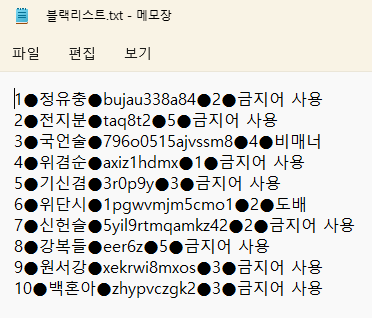 블랙리스트.txt - 메모장
파일 편집 보기
1●정유충●bujau338a84●2●금지어 사용
2●전지분●taq8t2●5●금지어 사용
3●국언술●796o0515ajvssm8●4●비매너
4●위겸순●axiz1hdmx●1●금지어 사용
5●기신겸●3r0p9y●3●금지어 사용
6●위단시●1pgwvmjm5cmo1●2●도배
7●신헌슬●5yil9rtmqamkz42●2●금지어 사용
8●강복들●eer6z●5●금지어 사용
9●원서강●xekrwi8mxos●3●금지어 사용
10●백혼아●zhypvczgk2●3●금지어 사용